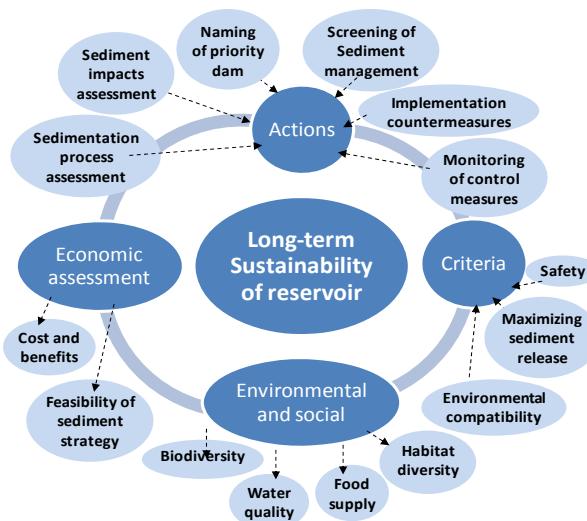 Naming
of priority
dam
Screening of
Sediment
management
Sediment
impacts
assessment
Implementation
countermeasures
Actions
Sedimentation
process
assessment
Monitoring
of control
measures
Long-term
Sustainability
of reservoir
Economic
assessment
Criteria
Safety
Cost and
benefits
Maximizing
sediment
release
Feasibility of
sediment
strategy
Environmental
and social
Environmental
compatibility
Biodiversity
Habitat
diversity
Water
quality
Food
supply